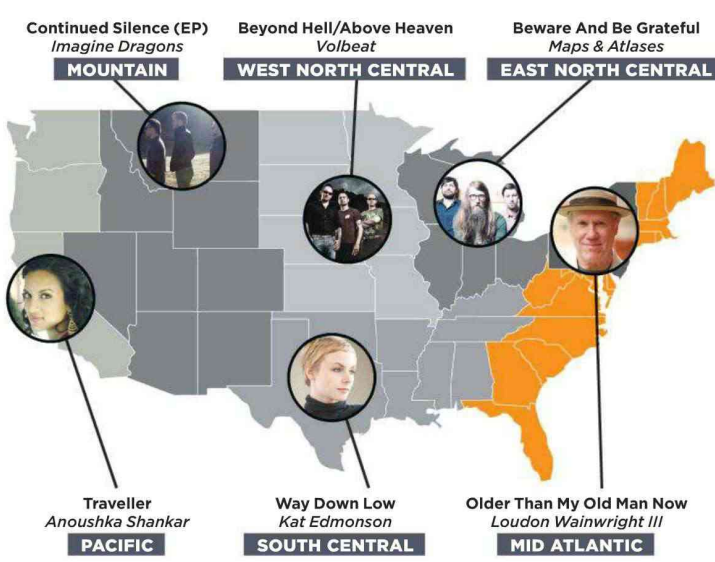 Continued Silence (EP)
Imagine Dragons
MOUNTAIN
Beyond Hell/Above Heaven
Volbeat
WEST NORTH CENTRAL
Beware And Be Grateful
Maps & Atlases
EAST NORTH CENTRAL
Traveller
Anoushka Shankar
PACIFIC
Way Down Low
Kat Edmonson
SOUTH CENTRAL
Older Than My Old Man Now
Loudon Wainwright III
MID ATLANTIC